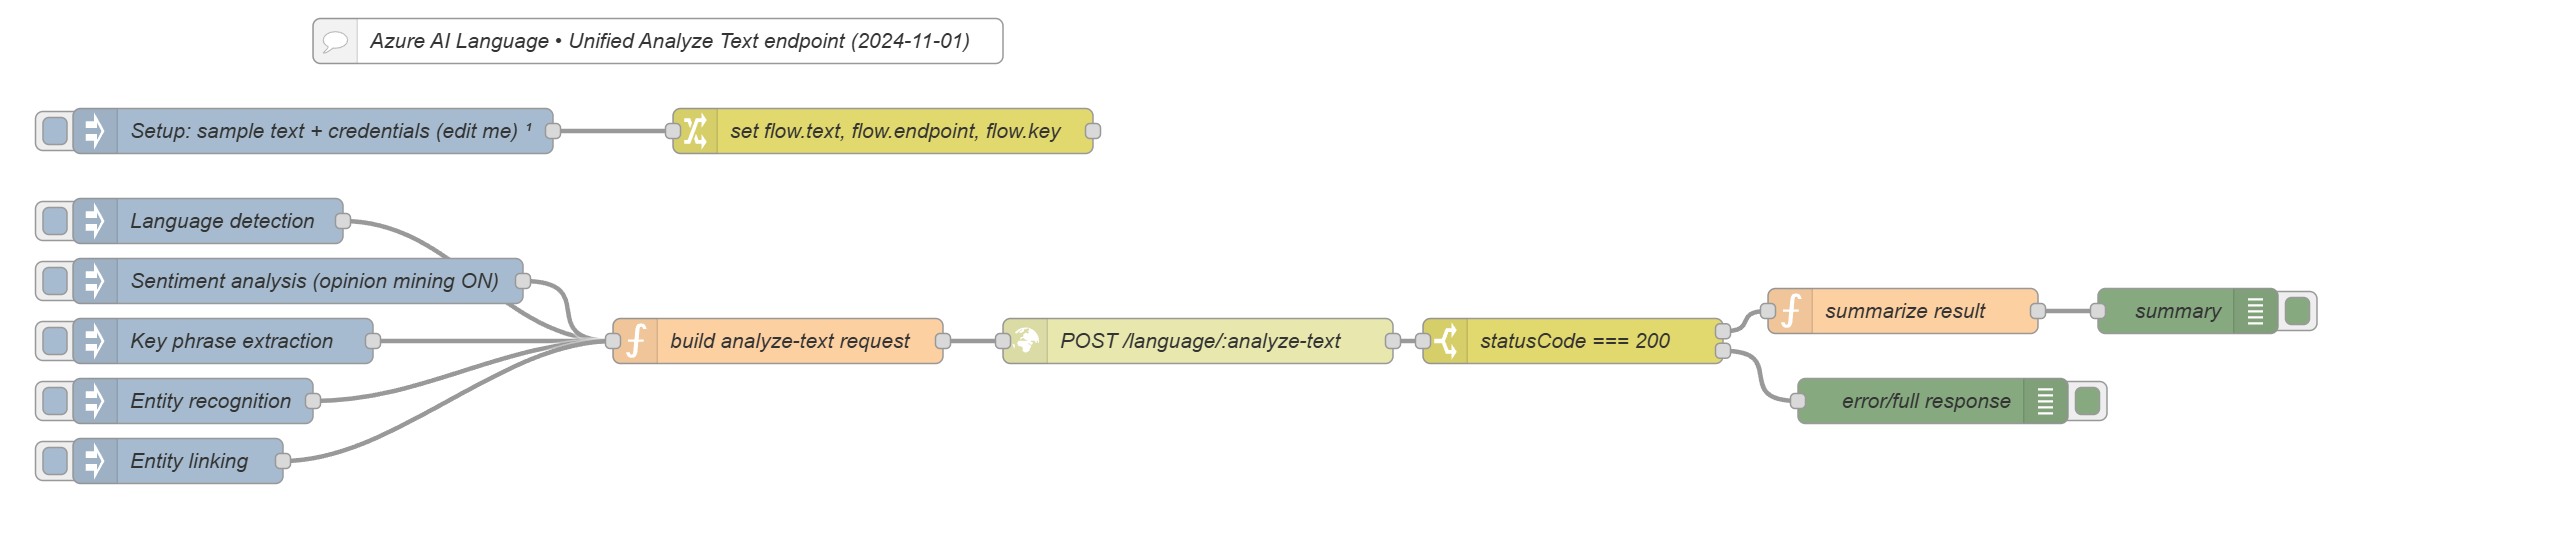 Azure AI Language • Unified Analyze Text endpoint (2024-11-01)
Setup: sample text + credentials (edit me) ¹
set flow.text, flow.endpoint, flow.key
Language detection
Sentiment analysis (opinion mining ON)
Key phrase extraction
Entity recognition
Entity linking
build analyze-text request
POST /language/:analyze-text
statusCode === 200
summarize result
summary
error/full response